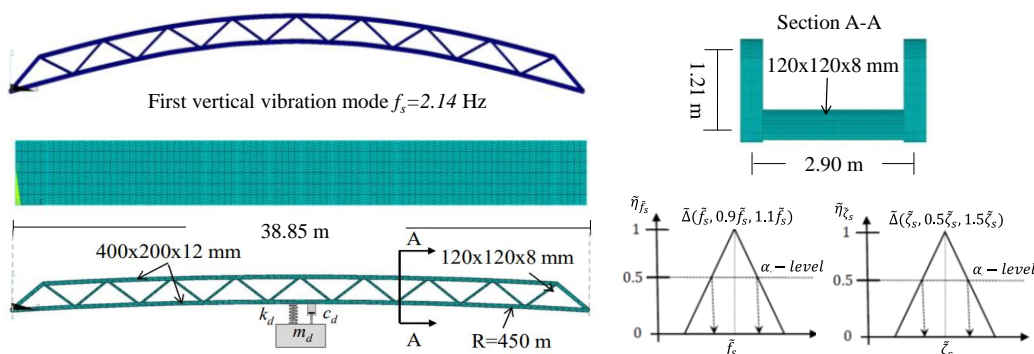 First vertical vibration mode f_s=2.14 Hz
38.85 m
400x200x12 mm
A
120x120x8 mm
k_d
c_d
m_d
A
R=450 m
Section A-A
120x120x8 mm
1.21 m
2.90 m
η̃_f̃s
Δ̃(f̃_s, 0.9f̃_s, 1.1f̃_s)
1
α − level
0.5
0
f̃_s
η̃_ζ̃s
Δ̃(ζ̃_s, 0.5ζ̃_s, 1.5ζ̃_s)
1
α − level
0.5
0
ζ̃_s